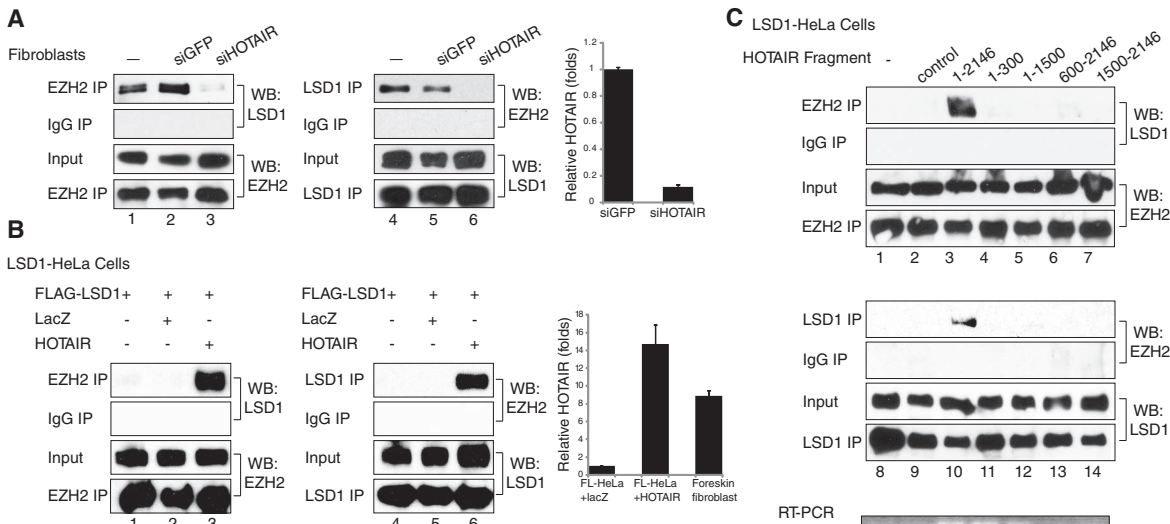 A
Fibroblasts
— siGFP siHOTAIR
EZH2 IP
IgG IP
WB: LSD1
Input
EZH2 IP
WB: EZH2
1 2 3
— siGFP siHOTAIR
LSD1 IP
IgG IP
WB: EZH2
Input
LSD1 IP
WB: LSD1
4 5 6
Relative HOTAIR (folds)
1.2
1
0.8
0.6
0.4
0.2
0
siGFP siHOTAIR
B
LSD1-HeLa Cells
FLAG-LSD1 + + +
LacZ - + -
HOTAIR - - +
EZH2 IP
IgG IP
WB: LSD1
Input
EZH2 IP
WB: EZH2
1 2 3
FLAG-LSD1 + + +
LacZ - + -
HOTAIR - - +
LSD1 IP
IgG IP
WB: EZH2
Input
LSD1 IP
WB: LSD1
4 5 6
Relative HOTAIR (folds)
18
16
14
12
10
8
6
4
2
0
FL-HeLa FL-HeLa Foreskin
+lacZ +HOTAIR fibroblast
C
LSD1-HeLa Cells
HOTAIR Fragment - control 1-2146 1-300 1-1500 600-2146 1500-2146
EZH2 IP
IgG IP
WB: LSD1
Input
EZH2 IP
WB: EZH2
1 2 3 4 5 6 7
LSD1 IP
IgG IP
WB: EZH2
Input
LSD1 IP
WB: LSD1
8 9 10 11 12 13 14
RT-PCR